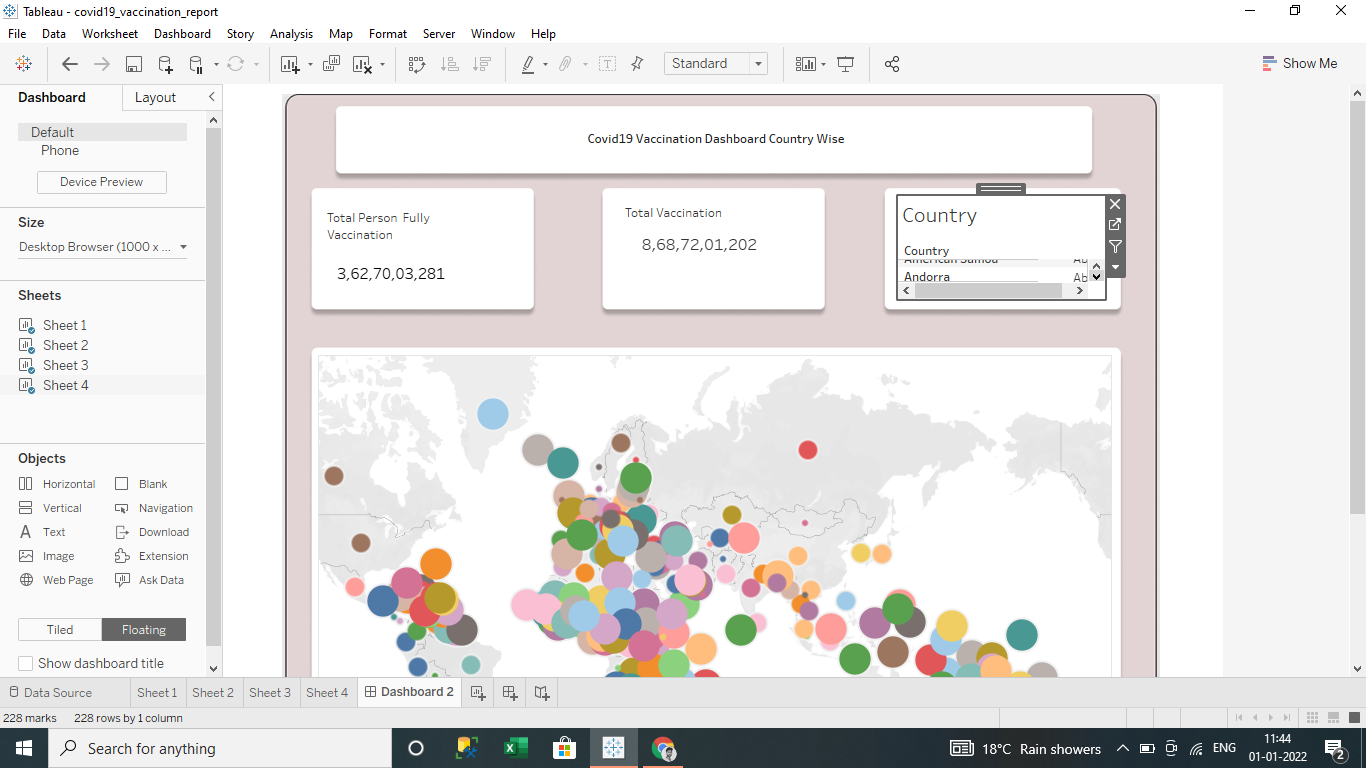 Tableau - covid19_vaccination_report
File Data Worksheet Dashboard Story Analysis Map Format Server Window Help
Standard
Show Me
Dashboard Layout
Default
Phone
Device Preview
Size
Desktop Browser (1000 x ...
Sheets
Sheet 1
Sheet 2
Sheet 3
Sheet 4
Objects
Horizontal Blank
Vertical Navigation
Text Download
Image Extension
Web Page Ask Data
Tiled Floating
Show dashboard title
Covid19 Vaccination Dashboard Country Wise
Total Person Fully
Vaccination
3,62,70,03,281
Total Vaccination
8,68,72,01,202
Country
Country
American Samoa Ab
Andorra Ab
Data Source Sheet 1 Sheet 2 Sheet 3 Sheet 4 Dashboard 2
228 marks 228 rows by 1 column
Search for anything
18°C Rain showers
ENG
11:44
01-01-2022
2